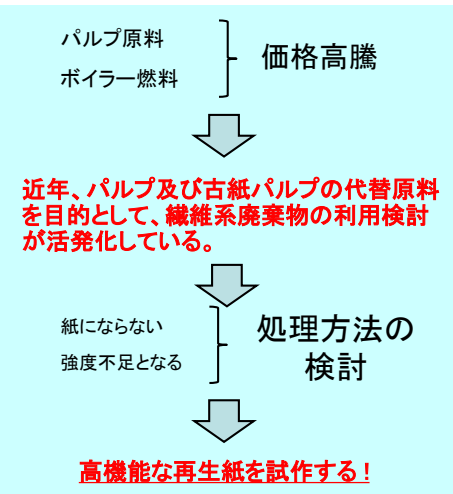 パルプ原料
ボイラー燃料
価格高騰
近年、パルプ及び古紙パルプの代替原料
を目的として、繊維系廃棄物の利用検討
が活発化している。
紙にならない
強度不足となる
処理方法の
検討
高機能な再生紙を試作する!